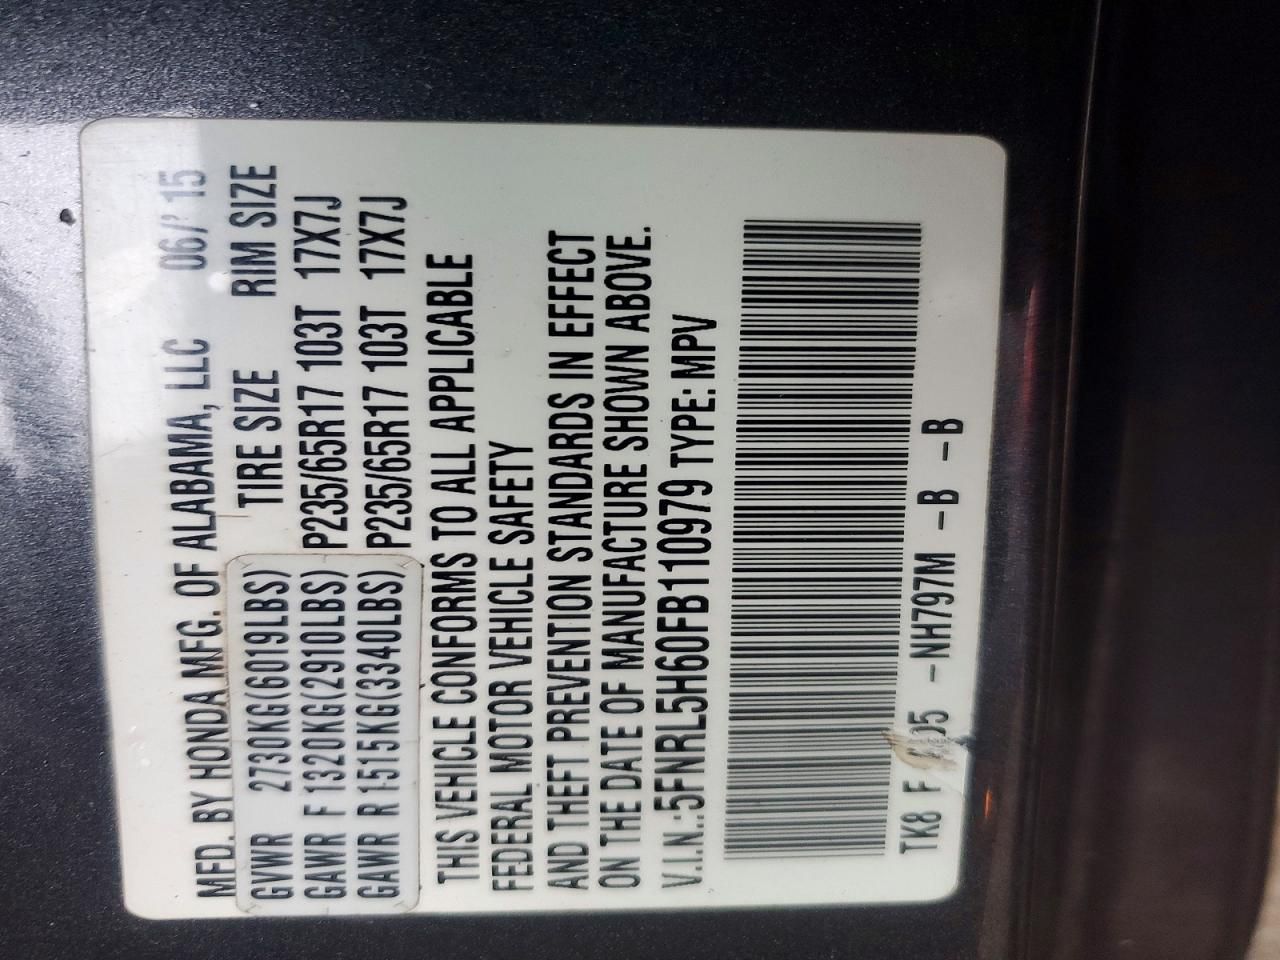 MFD. BY HONDA MFG. OF ALABAMA, LLC 06/' 15
TIRE SIZE RIM SIZE
GVWR 2730KG(6019LBS)
GAWR F 1320KG(2910LBS) P235/65R17 103T 17X7J
GAWR R 1515KG(3340LBS) P235/65R17 103T 17X7J
THIS VEHICLE CONFORMS TO ALL APPLICABLE
FEDERAL MOTOR VEHICLE SAFETY
AND THEFT PREVENTION STANDARDS IN EFFECT
ON THE DATE OF MANUFACTURE SHOWN ABOVE.
V.I.N.:5FNRL5H60FB110979 TYPE: MPV
TK8 F -NH797M -B -B